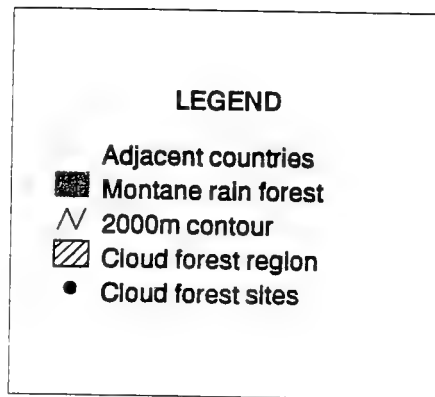 LEGEND
Adjacent countries
Montane rain forest
2000m contour
Cloud forest region
Cloud forest sites